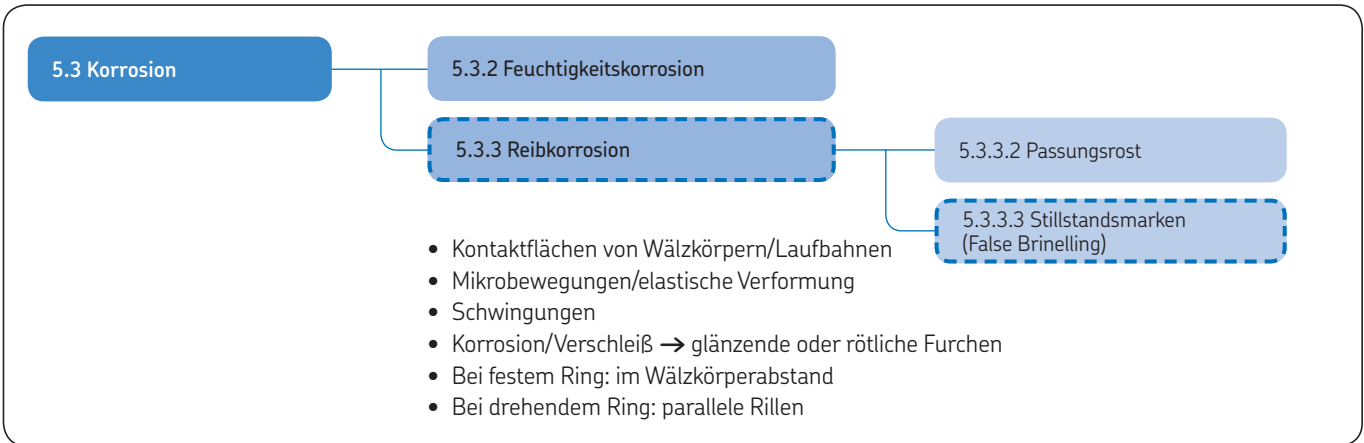 5.3 Korrosion
5.3.2 Feuchtigkeitskorrosion
5.3.3 Reibkorrosion
5.3.3.2 Passungsrost
5.3.3.3 Stillstandsmarken
(False Brinelling)
• Kontaktflächen von Wälzkörpern/Laufbahnen
• Mikrobewegungen/elastische Verformung
• Schwingungen
• Korrosion/Verschleiß → glänzende oder rötliche Furchen
• Bei festem Ring: im Wälzkörperabstand
• Bei drehendem Ring: parallele Rillen